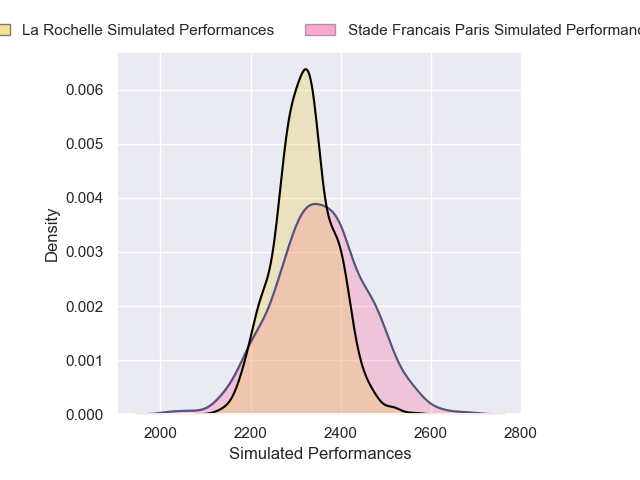 La Rochelle Simulated Performances Stade Francais Paris Simulated
0.006
0.005
0.004
0.003
0.002
0.001
0.000
Density
2000 2200 2400 2600 2800
Simulated Performances